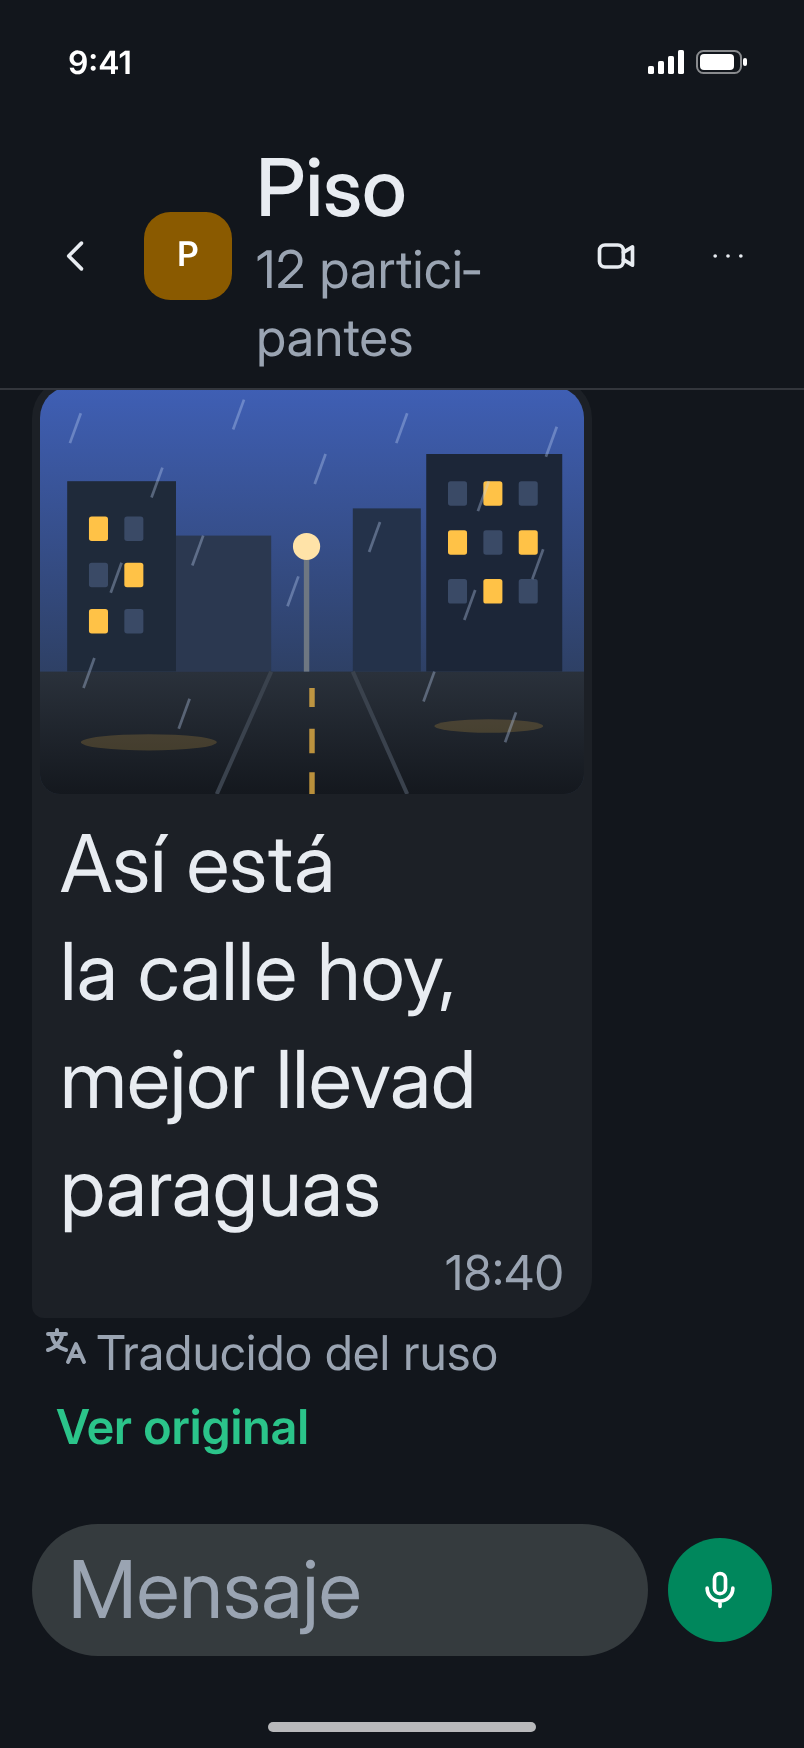 9:41
P
Piso
12 partici-
pantes
Así está
la calle hoy,
mejor llevad
paraguas
18:40
Traducido del ruso
Ver original
Mensaje